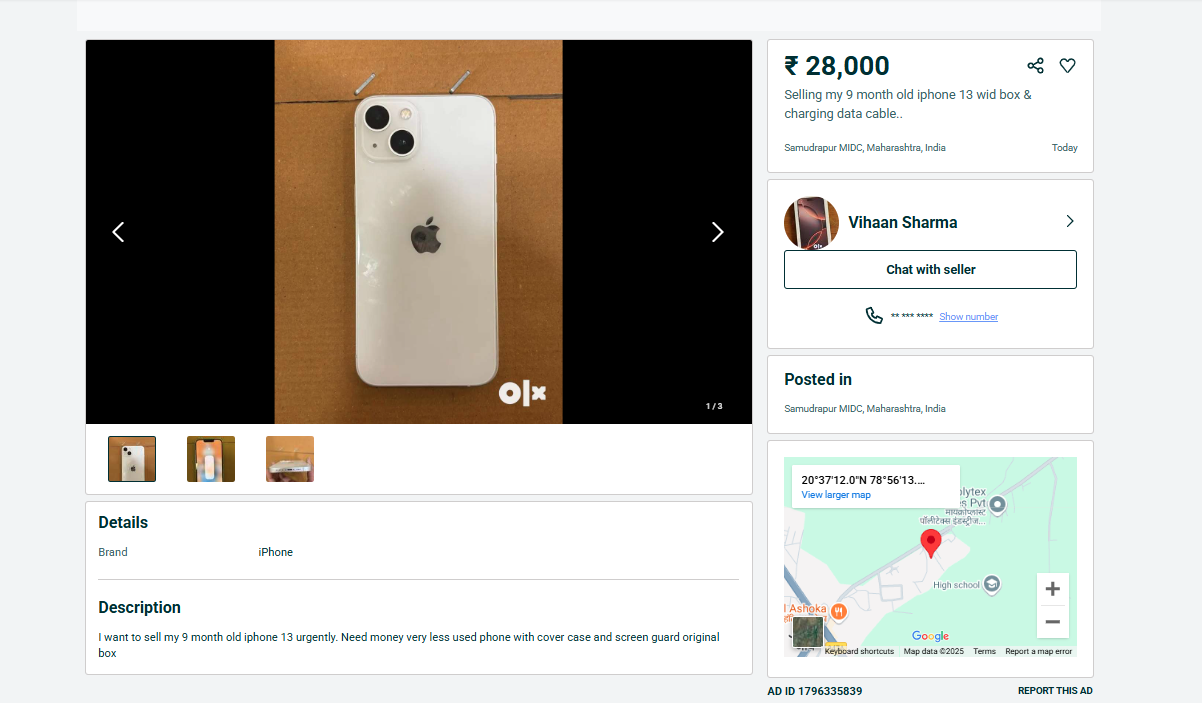 olx
1 / 3
Details
Brand iPhone
Description
I want to sell my 9 month old iphone 13 urgently. Need money very less used phone with cover case and screen guard original
box
₹ 28,000
Selling my 9 month old iphone 13 wid box &
charging data cable..
Samudrapur MIDC, Maharashtra, India Today
Vihaan Sharma
Chat with seller
** *** **** Show number
Posted in
Samudrapur MIDC, Maharashtra, India
20°37'12.0"N 78°56'13....
View larger map
olytex
es Pvt
पॉलीटेक्स इंडस्ट्रीज...
High school
l Ashoka
Google
Keyboard shortcuts Map data ©2025 Terms Report a map error
AD ID 1796335839 REPORT THIS AD